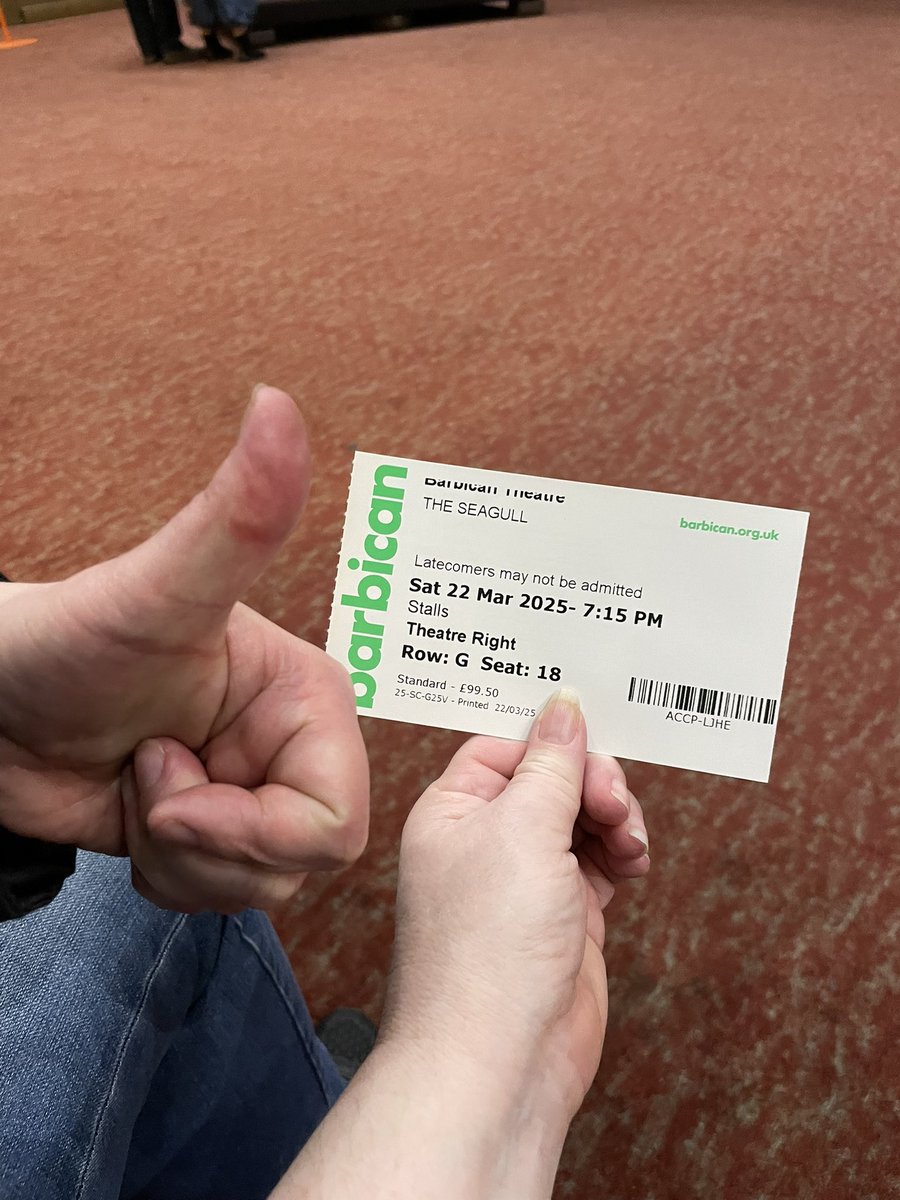 barbican
Barbican Theatre
THE SEAGULL
barbican.org.uk
Latecomers may not be admitted
Sat 22 Mar 2025- 7:15 PM
Stalls
Theatre Right
Row: G Seat: 18
Standard - £99.50
25-SC-G25V - Printed 22/03/25
ACCP-LJHE